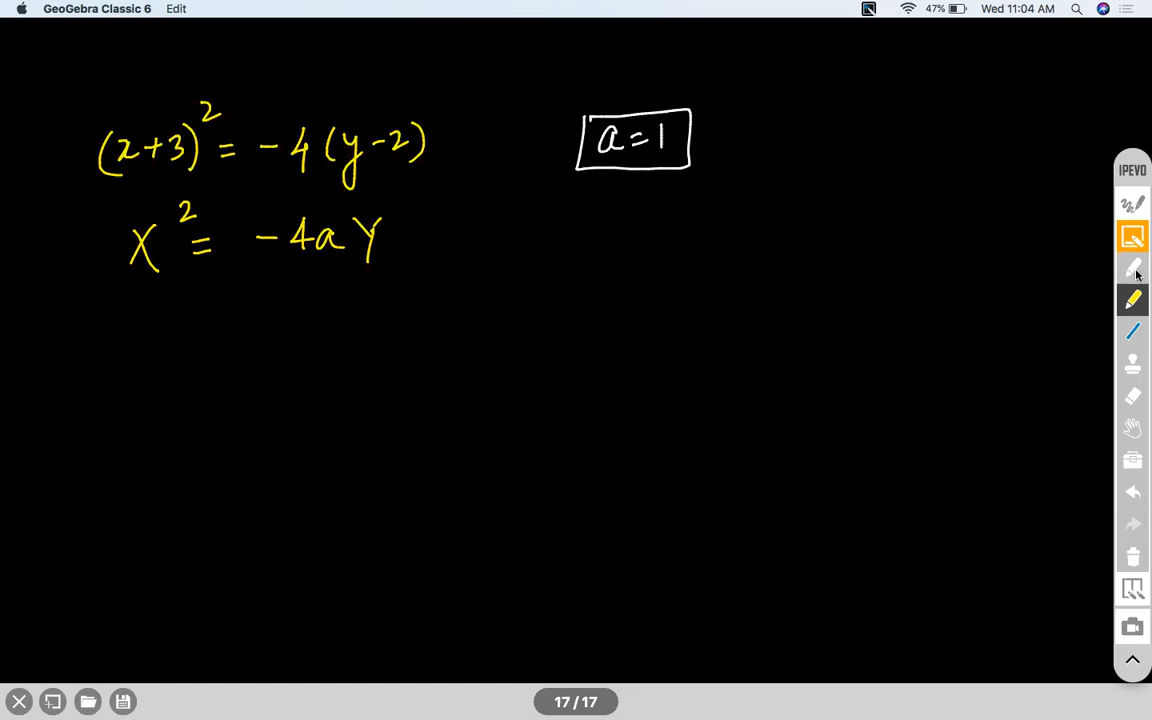 GeoGebra Classic 6 Edit 47% Wed 11:04 AM
(x+3)² = -4(y-2)
a=1
X² = -4aY
IPEVO
17/17